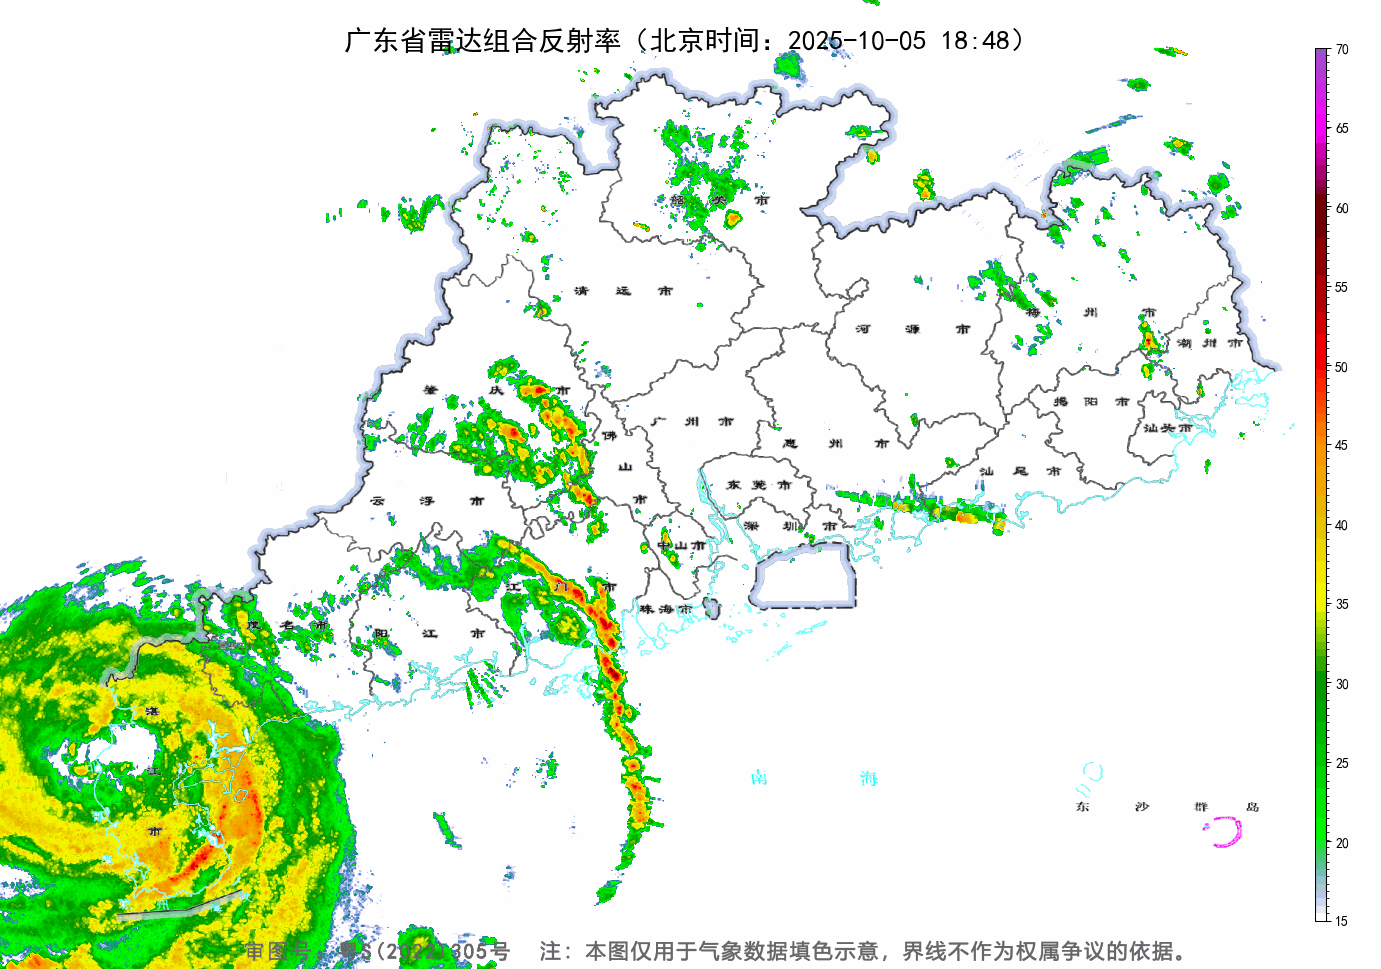 广东省雷达组合反射率（北京时间：2025-10-05 18:48）
70
65
60
55
50
45
40
35
30
25
20
15
韶 关 市
清 远 市
河 源 市
梅 州 市
潮 州 市
肇 庆 市
广 州 市
揭 阳 市
汕头市
佛 山 市
惠 州 市
汕 尾 市
东 莞 市
云 浮 市
深 圳 市
中山市
江 门 市
珠海市
茂 名 市
阳 江 市
湛 江 市
南 海
东 沙 群 岛
审图号：粤S(2022)305号 注：本图仅用于气象数据填色示意，界线不作为权属争议的依据。